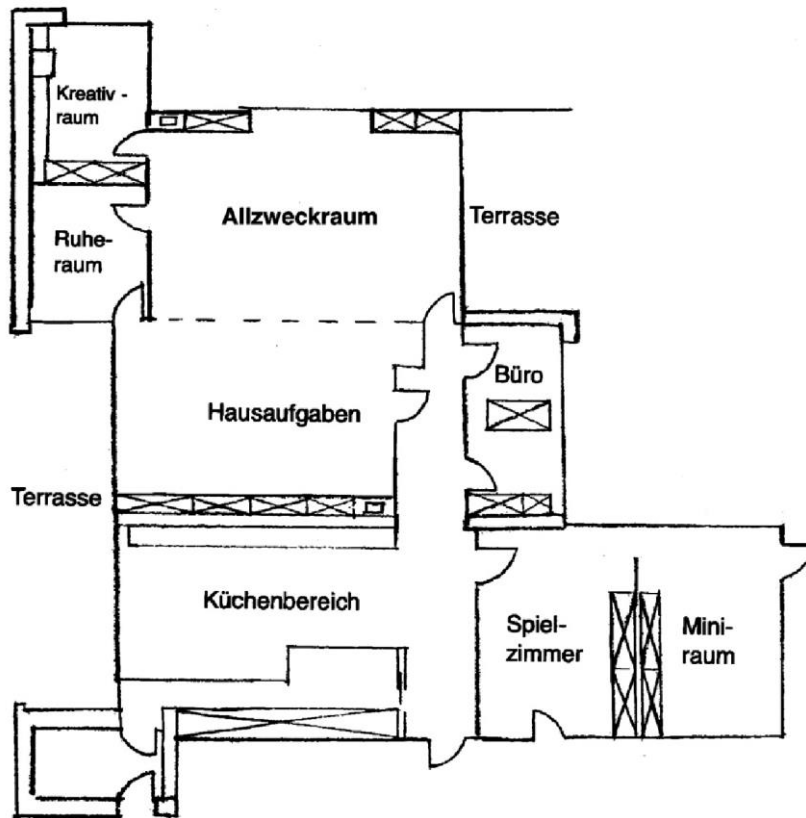 Kreativ -
raum
Allzweckraum
Terrasse
Ruhe-
raum
Büro
Hausaufgaben
Terrasse
Küchenbereich
Spiel-
zimmer
Mini-
raum